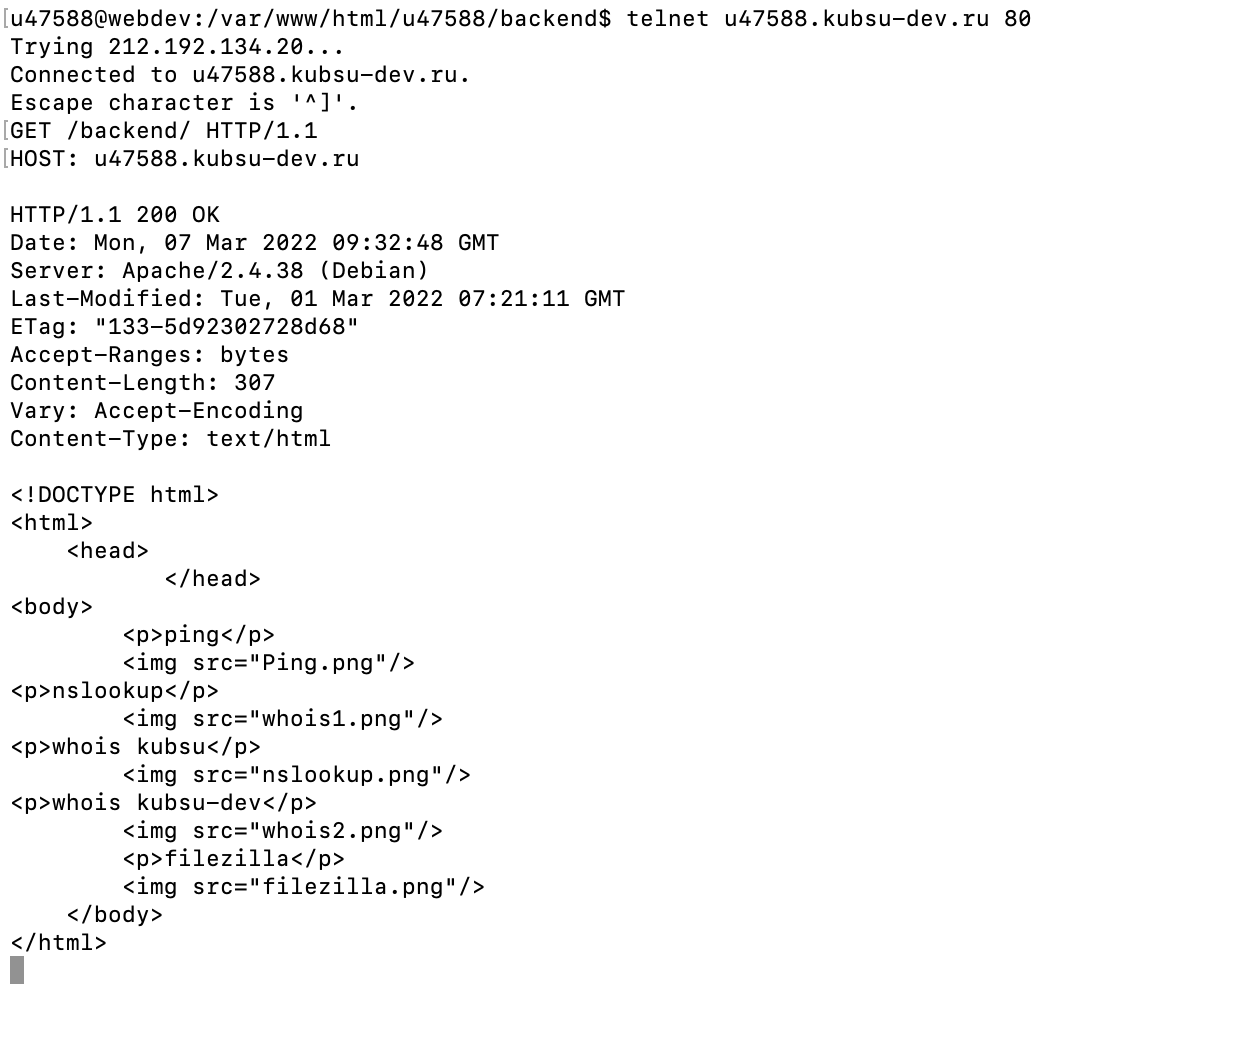 [u47588@webdev:/var/www/html/u47588/backend$ telnet u47588.kubsu-dev.ru 80
Trying 212.192.134.20...
Connected to u47588.kubsu-dev.ru.
Escape character is '^]'.
[GET /backend/ HTTP/1.1
[HOST: u47588.kubsu-dev.ru

HTTP/1.1 200 OK
Date: Mon, 07 Mar 2022 09:32:48 GMT
Server: Apache/2.4.38 (Debian)
Last-Modified: Tue, 01 Mar 2022 07:21:11 GMT
ETag: "133-5d92302728d68"
Accept-Ranges: bytes
Content-Length: 307
Vary: Accept-Encoding
Content-Type: text/html

<!DOCTYPE html>
<html>
    <head>
           </head>
<body>
        <p>ping</p>
        <img src="Ping.png"/>
<p>nslookup</p>
        <img src="whois1.png"/>
<p>whois kubsu</p>
        <img src="nslookup.png"/>
<p>whois kubsu-dev</p>
        <img src="whois2.png"/>
        <p>filezilla</p>
        <img src="filezilla.png"/>
    </body>
</html>